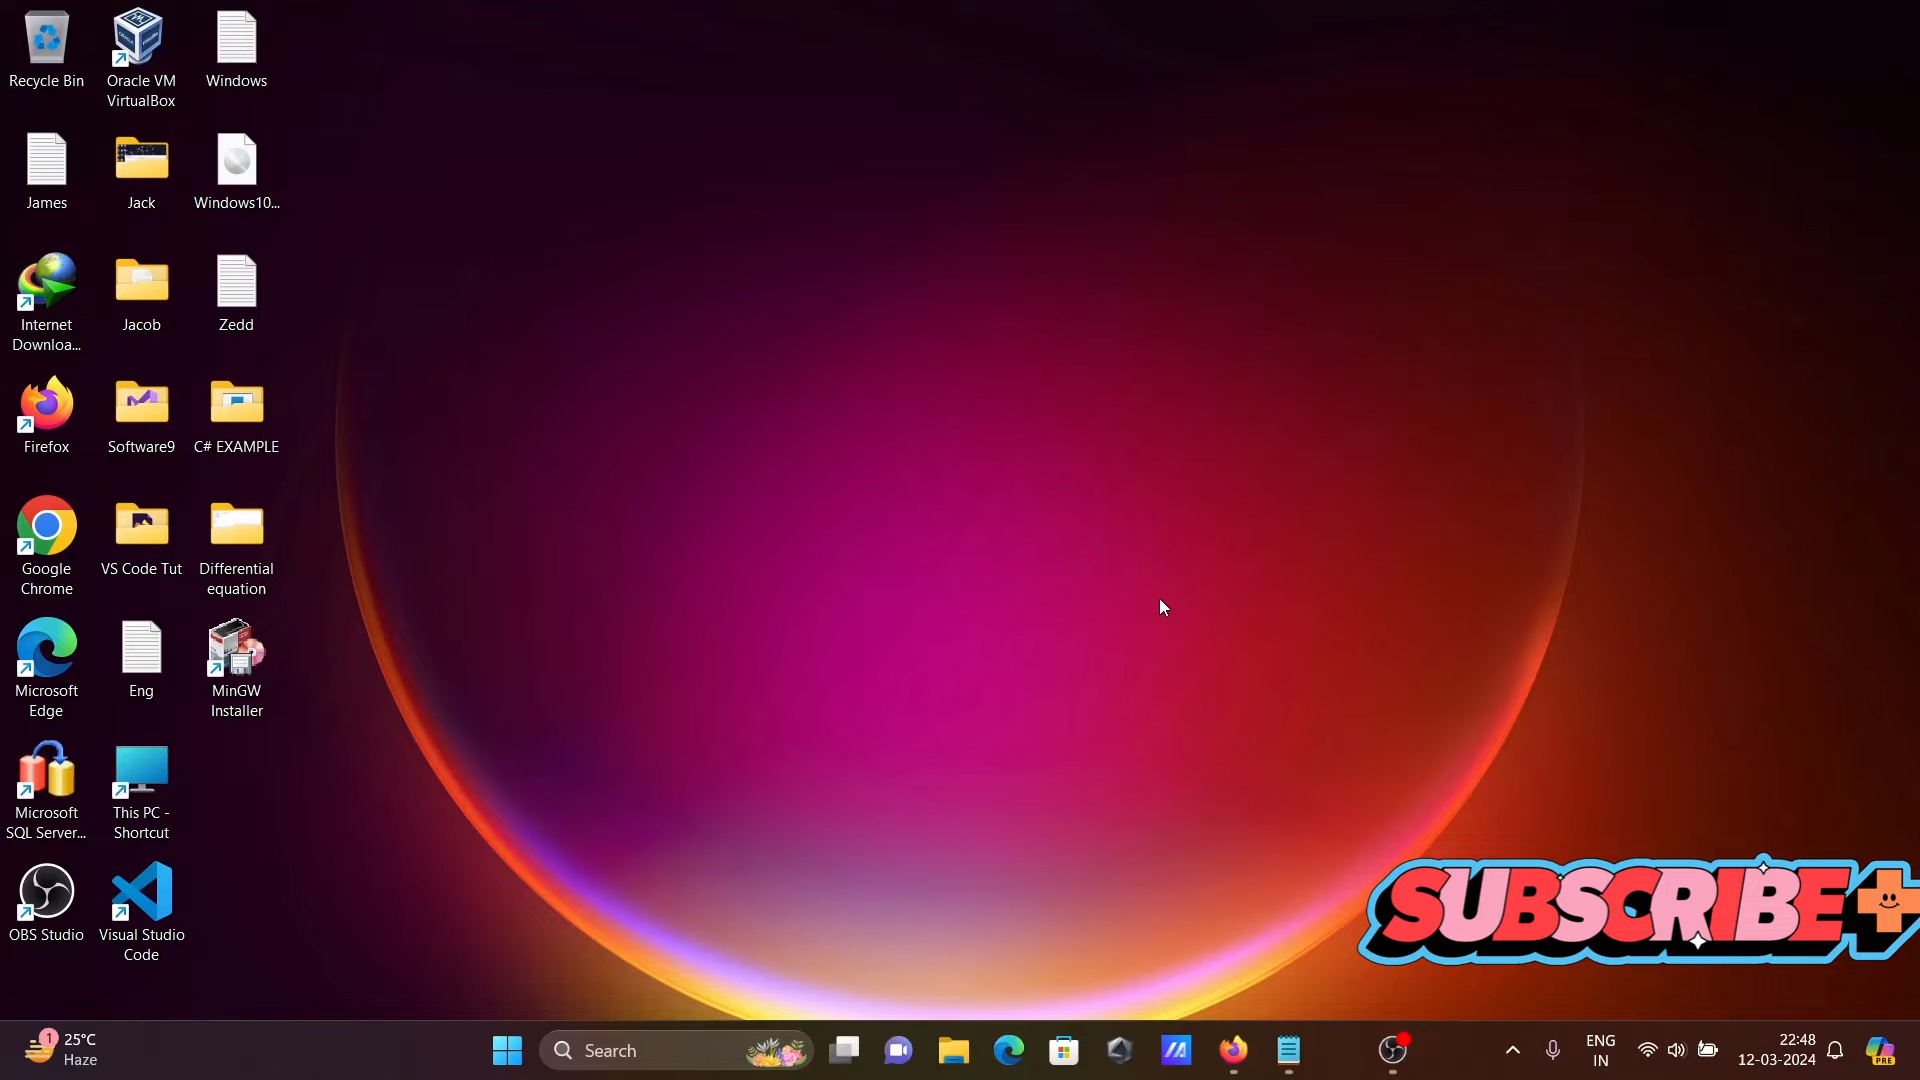 Recycle Bin
Oracle VM
VirtualBox
Windows
James
Jack
Windows10...
Internet
Downloa...
Jacob
Zedd
Firefox
Software9
C# EXAMPLE
Google
Chrome
VS Code Tut
Differential
equation
Microsoft
Edge
Eng
MinGW
Installer
Microsoft
SQL Server...
This PC -
Shortcut
OBS Studio
Visual Studio
Code
SUBSCRIBE
1
25°C
Haze
Search
ENG
IN
22:48
12-03-2024
PRE